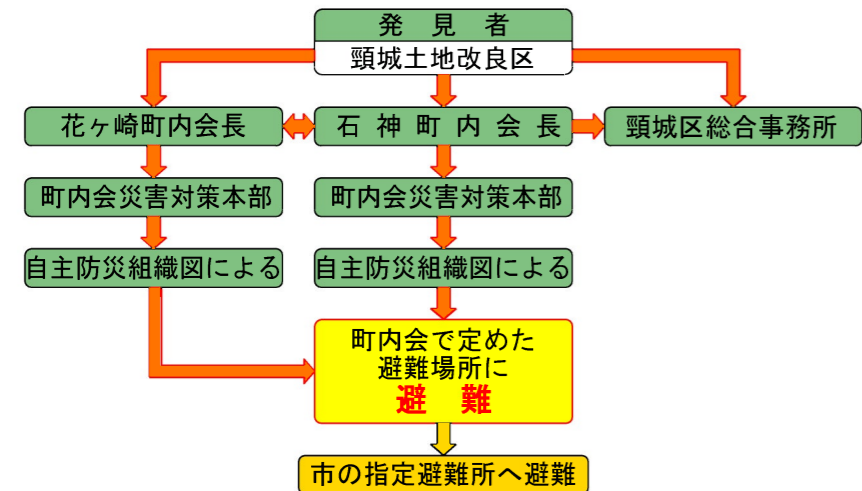 発見者
頸城土地改良区
花ヶ崎町内会長
石神町内会長
頸城区総合事務所
町内会災害対策本部
町内会災害対策本部
自主防災組織図による
自主防災組織図による
町内会で定めた
避難場所に
避難
市の指定避難所へ避難